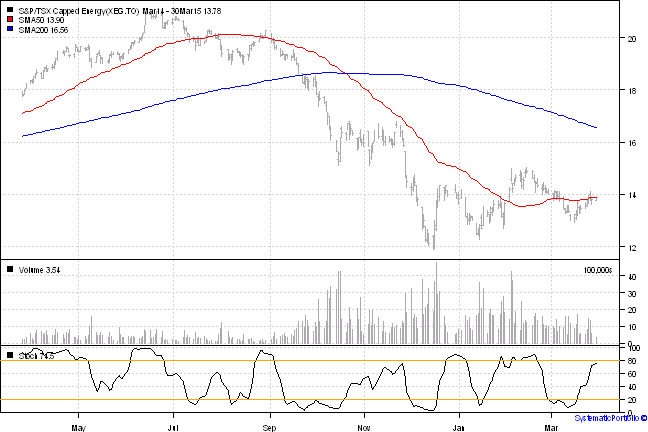 S&P/TSX Capped Energy(XEG.TO) Mar14 - 30Mar15 13.78
SMA50 13.90
SMA200 16.56
20
18
16
14
12
Volume 3.54
100,000s
40
30
20
10
0
Stoch 74.5
100
80
60
40
20
0
May
Jul
Sep
Nov
Jan
Mar
SystematicPortfolio ©